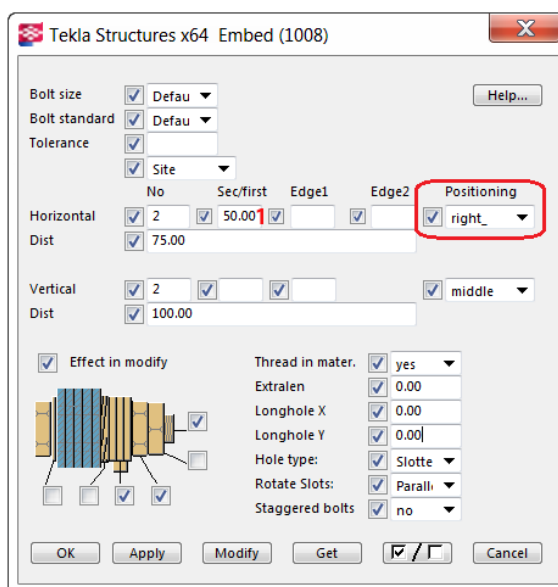 Tekla Structures x64 Embed (1008)
X
Bolt size Defau
Help...
Bolt standard Defau
Tolerance
Site
No Sec/first Edge1 Edge2 Positioning
Horizontal 2 50.00 1 right_
Dist 75.00
Vertical 2 middle
Dist 100.00
Effect in modify
Thread in mater. yes
Extralen 0.00
Longhole X 0.00
Longhole Y 0.00
Hole type: Slotte
Rotate Slots: Parall
Staggered bolts no
OK Apply Modify Get / Cancel